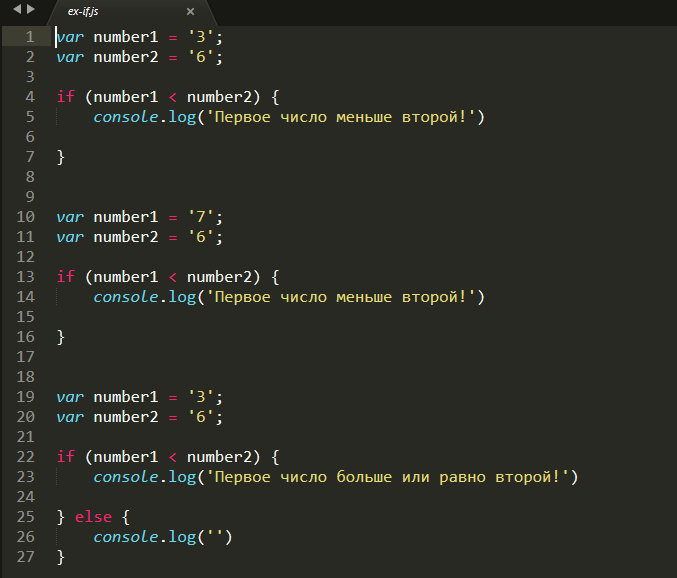 ex-if.js ×
1 var number1 = '3';
2 var number2 = '6';
3
4 if (number1 < number2) {
5     console.log('Первое число меньше второй!')
6
7 }
8
9
10 var number1 = '7';
11 var number2 = '6';
12
13 if (number1 < number2) {
14     console.log('Первое число меньше второй!')
15
16 }
17
18
19 var number1 = '3';
20 var number2 = '6';
21
22 if (number1 < number2) {
23     console.log('Первое число больше или равно второй!')
24
25 } else {
26     console.log('')
27 }